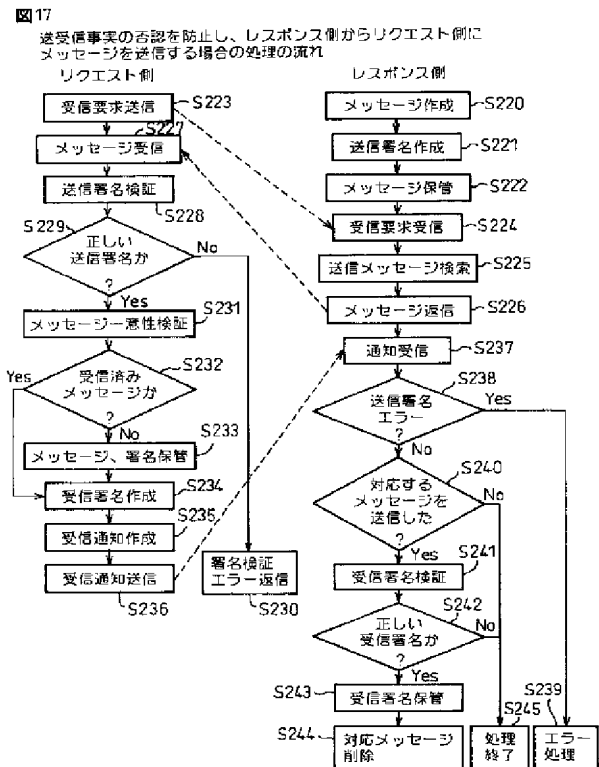 図17
送受信事実の否認を防止し、レスポンス側からリクエスト側に
メッセージを送信する場合の処理の流れ
リクエスト側
受信要求送信
S223
S227
メッセージ受信
送信署名検証
S228
S229
正しい
送信署名か
?
No
Yes
メッセージ一意性検証
S231
受信済み
メッセージか
?
S232
Yes
No
メッセージ、署名保管
S233
受信署名作成
S234
S235
受信通知作成
受信通知送信
S236
署名検証
エラー返信
S230
レスポンス側
メッセージ作成
S220
送信署名作成
S221
メッセージ保管
S222
受信要求受信
S224
送信メッセージ検索
S225
メッセージ返信
S226
通知受信
S237
送信署名
エラー
?
S238
Yes
No
対応する
メッセージを
送信した
?
S240
No
Yes
S241
受信署名検証
S242
正しい
受信署名か
?
No
Yes
S243
受信署名保管
S244
対応メッセージ
削除
S245
処理
終了
S239
エラー
処理